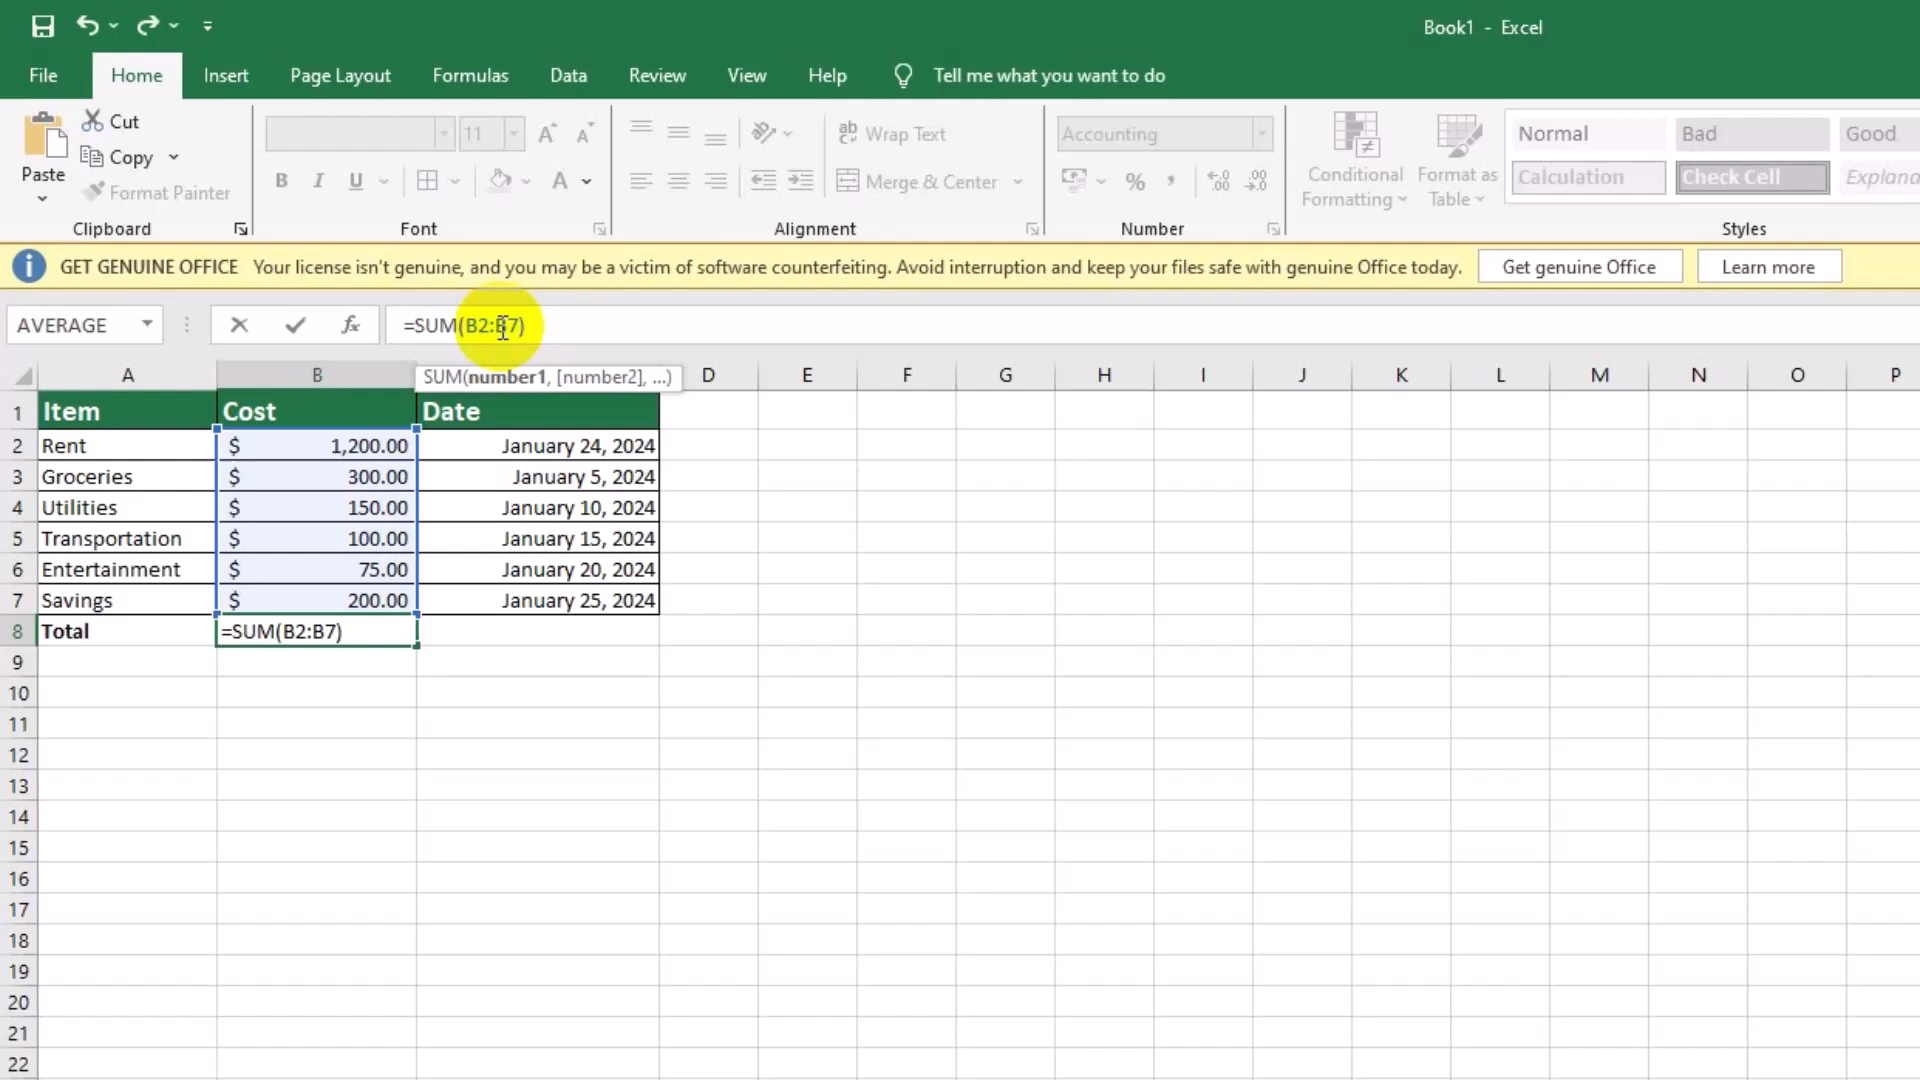 Book1 - Excel
File Home Insert Page Layout Formulas Data Review View Help Tell me what you want to do
Paste
Cut
Copy
Format Painter
Clipboard
11
B I U A
Font
Wrap Text
Merge & Center
Alignment
Accounting
% ,
Number
Conditional Formatting
Format as Table
Normal Bad Good
Calculation Check Cell Explana
Styles
GET GENUINE OFFICE Your license isn't genuine, and you may be a victim of software counterfeiting. Avoid interruption and keep your files safe with genuine Office today. Get genuine Office Learn more
AVERAGE fx =SUM(B2:B7)
SUM(number1, [number2], ...)
A B D E F G H I J K L M N O P
1 Item Cost Date
2 Rent $ 1,200.00 January 24, 2024
3 Groceries $ 300.00 January 5, 2024
4 Utilities $ 150.00 January 10, 2024
5 Transportation $ 100.00 January 15, 2024
6 Entertainment $ 75.00 January 20, 2024
7 Savings $ 200.00 January 25, 2024
8 Total =SUM(B2:B7)
9
10
11
12
13
14
15
16
17
18
19
20
21
22